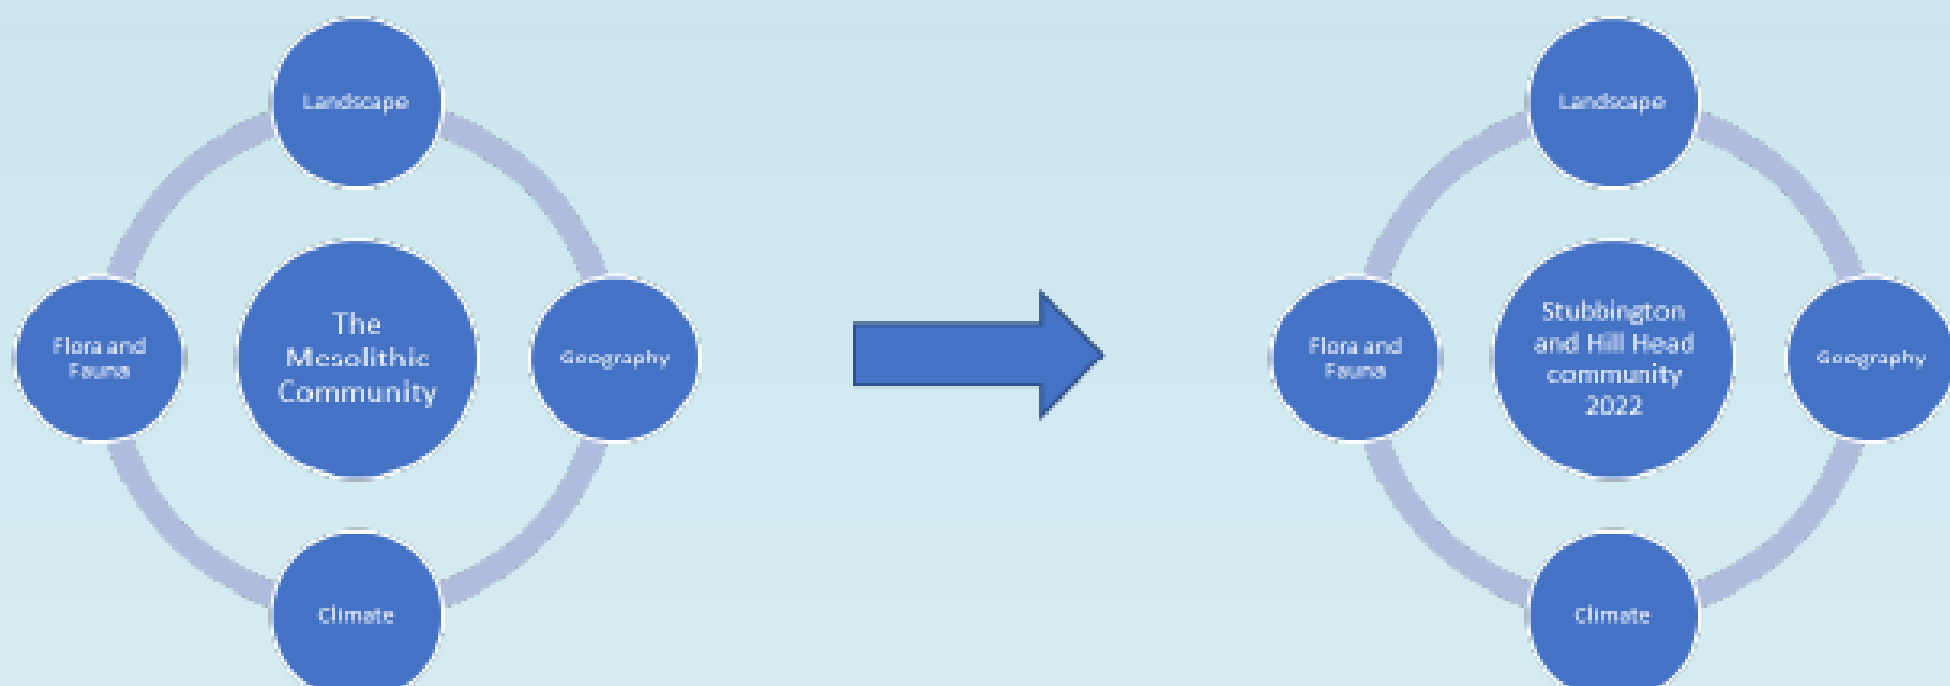 Landscape
Flora and
Fauna
The
Mesolithic
Community
Geography
Climate
Landscape
Flora and
Fauna
Stubbington
and Hill Head
community
2022
Geography
Climate